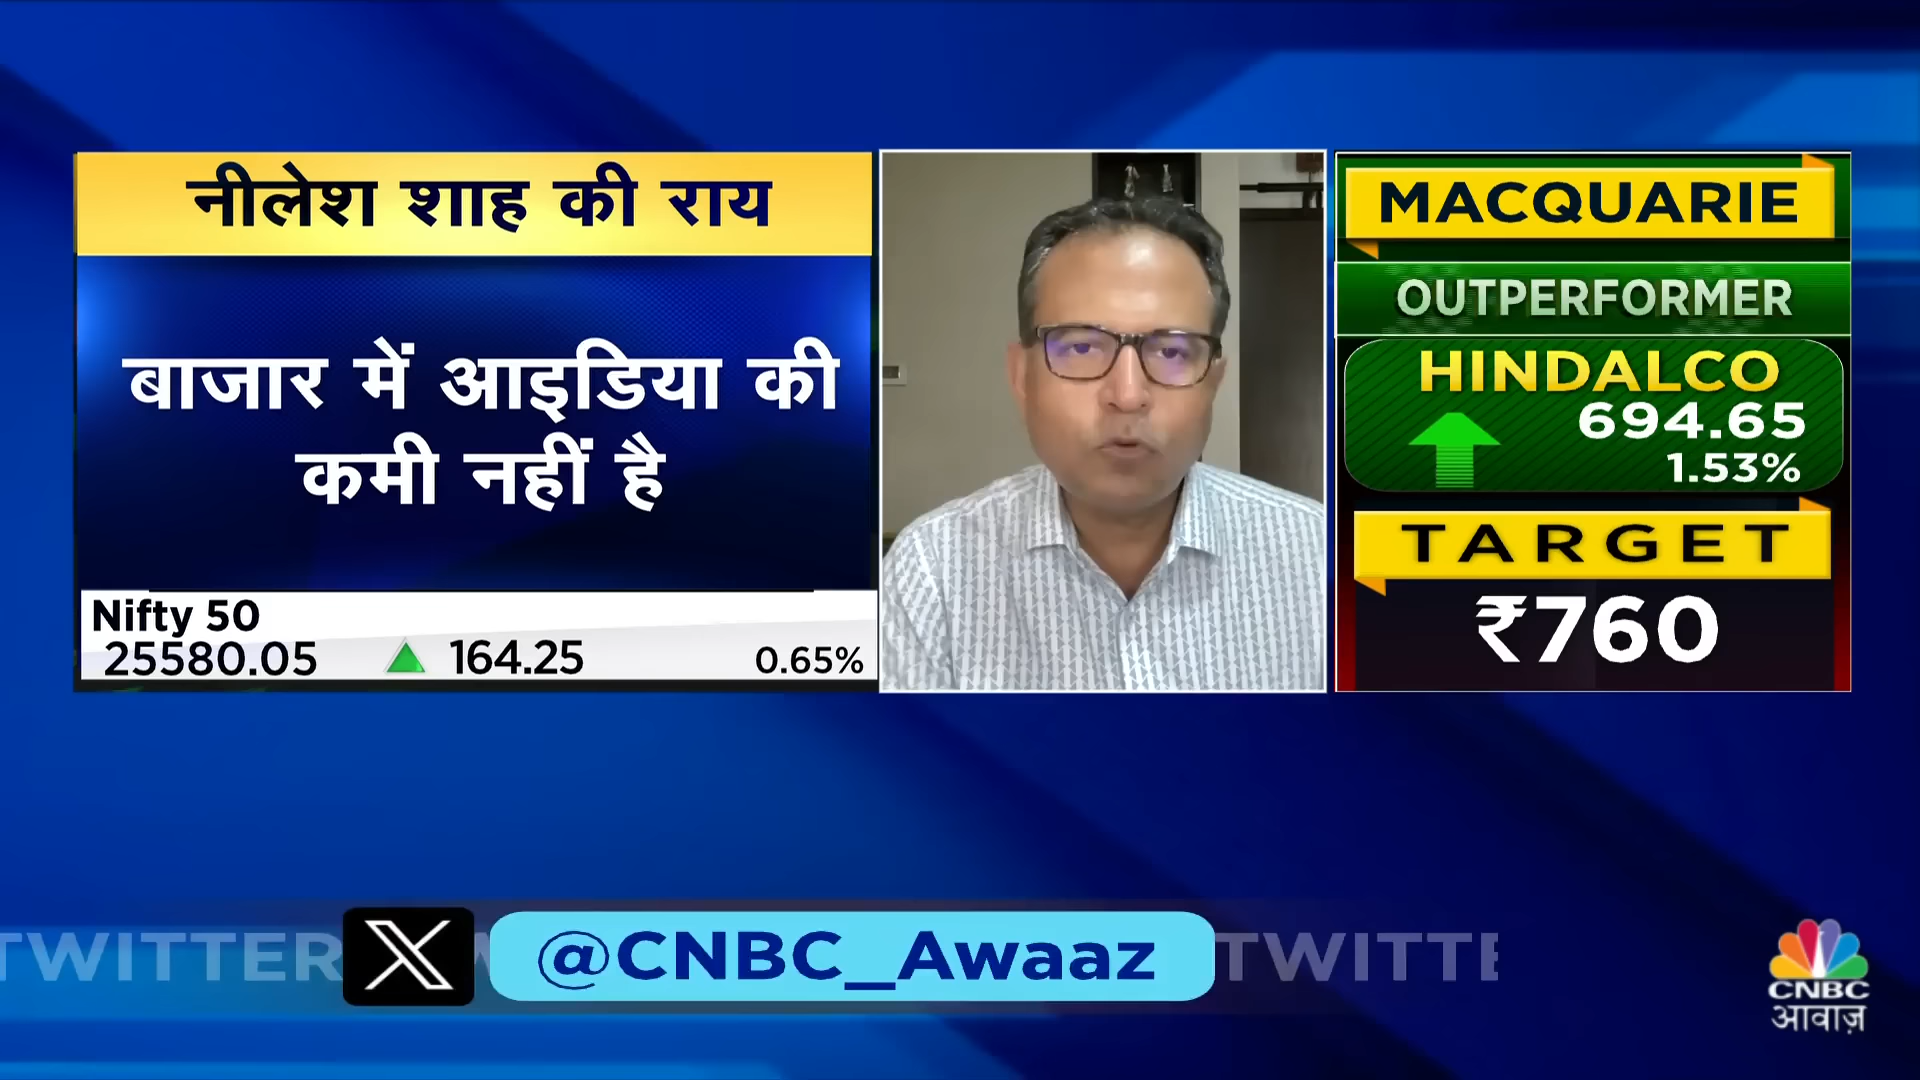 नीलेश शाह की राय
बाजार में आइडिया की
कमी नहीं है
Nifty 50
25580.05 164.25 0.65%
MACQUARIE
OUTPERFORMER
HINDALCO
694.65
1.53%
TARGET
₹760
TWITTER
X
@CNBC_Awaaz
TWITTE
CNBC
आवाज़